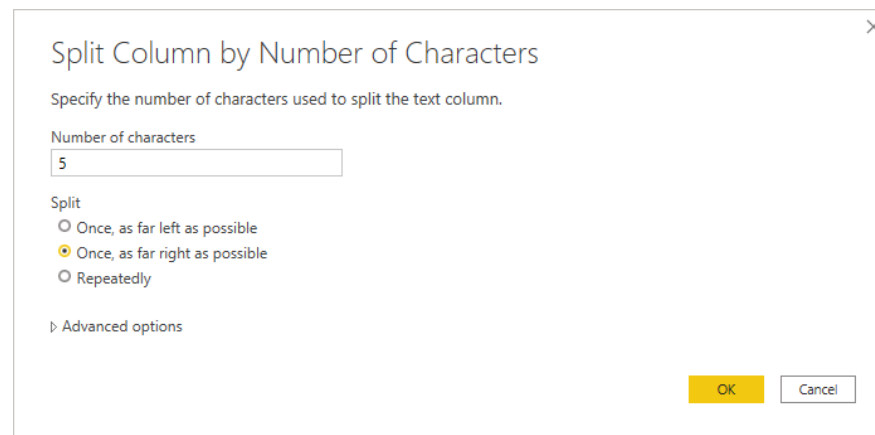 Split Column by Number of Characters
Specify the number of characters used to split the text column.
Number of characters
5
Split
Once, as far left as possible
Once, as far right as possible
Repeatedly
Advanced options
OK Cancel